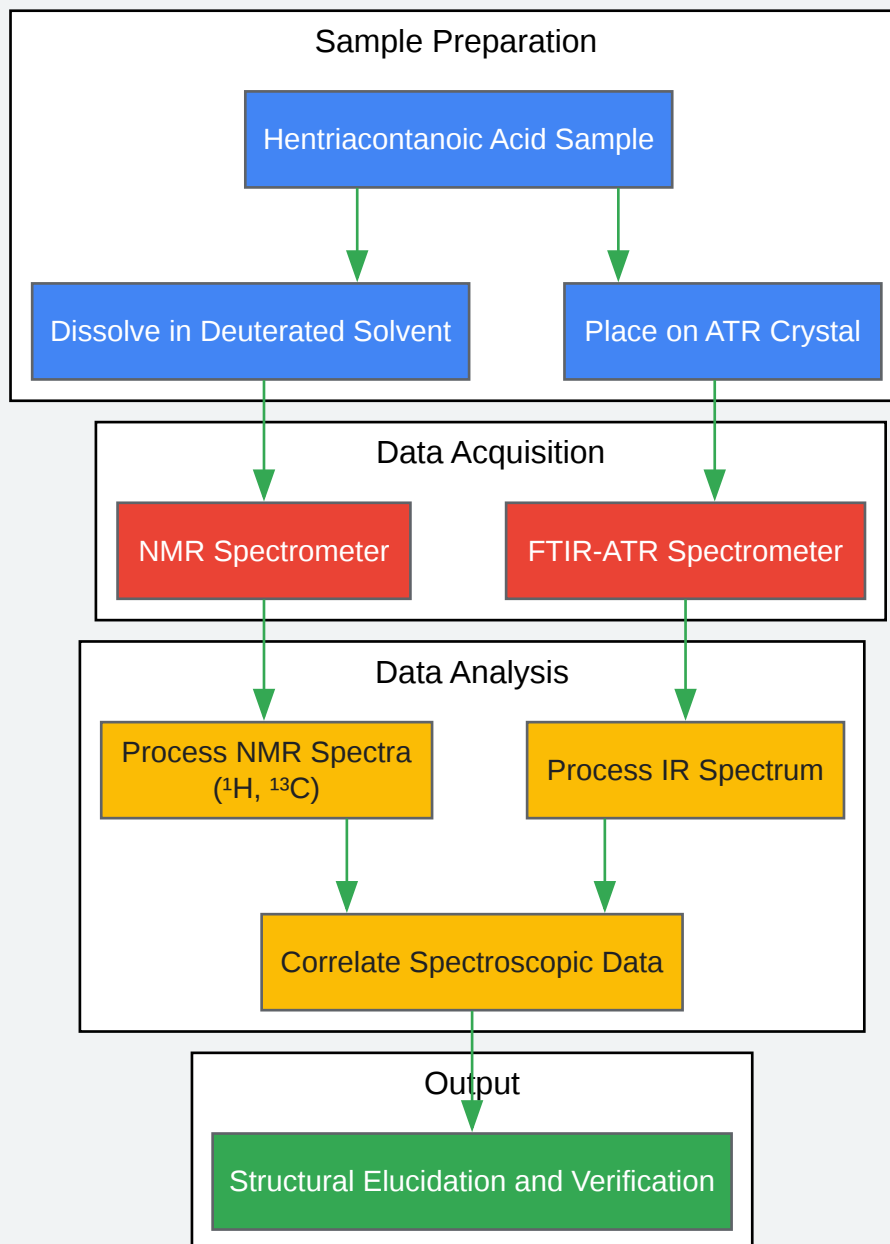 Sample Preparation
Hentriacontanoic Acid Sample
Dissolve in Deuterated Solvent
Place on ATR Crystal
Data Acquisition
NMR Spectrometer
FTIR-ATR Spectrometer
Data Analysis
Process NMR Spectra
(¹H, ¹³C)
Process IR Spectrum
Correlate Spectroscopic Data
Output
Structural Elucidation and Verification